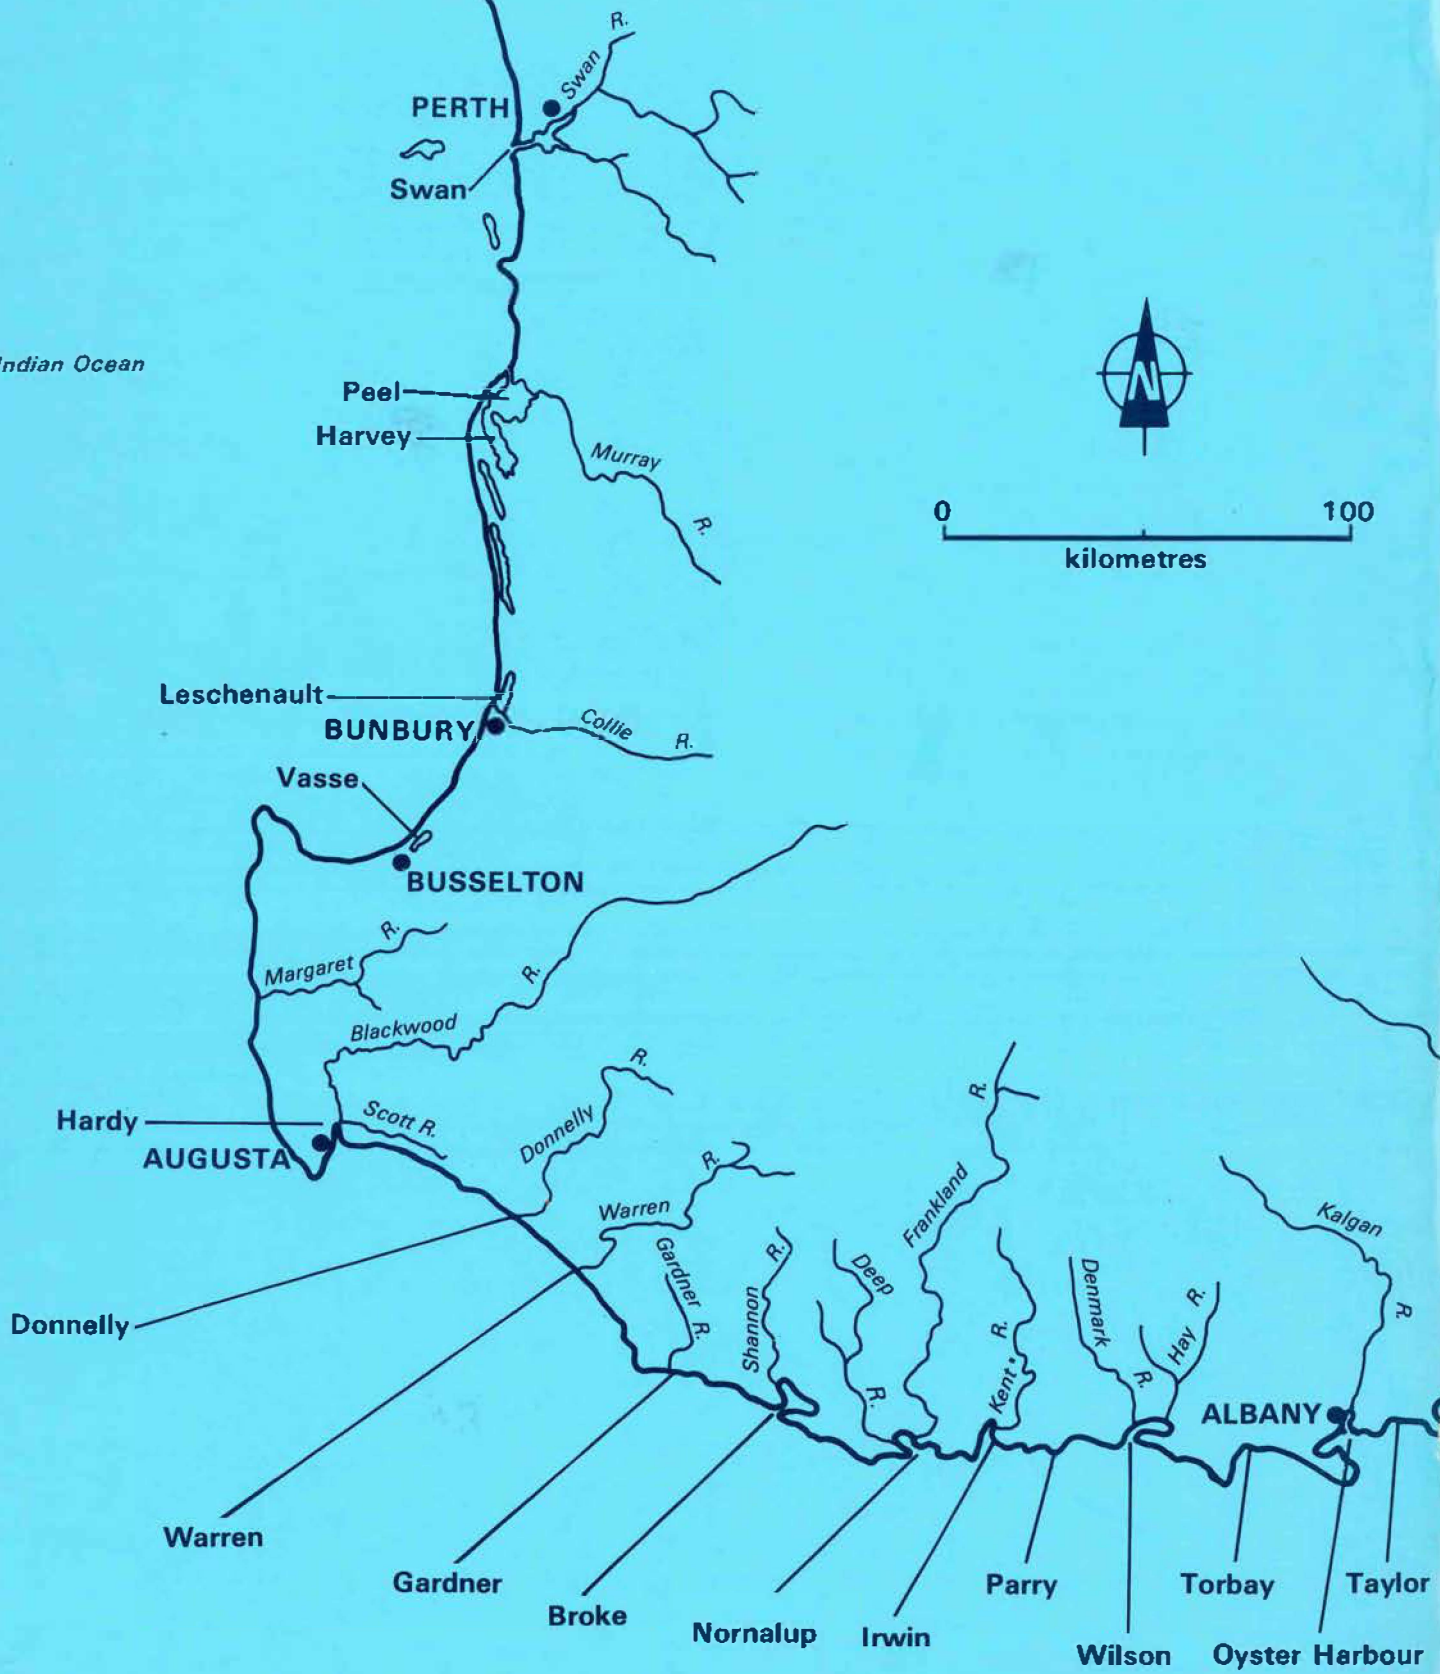 R.
Swan
PERTH
Swan
Indian Ocean
Peel
Harvey
Murray
R.
N
0 100
kilometres
Leschenault
BUNBURY
Collie R.
Vasse
BUSSELTON
R.
Margaret
R.
Blackwood
R.
R.
Hardy
Scott R.
Donnelly
AUGUSTA
R.
Frankland
Warren
Kalgan
Gardner
R.
R.
Deep
Denmark
Shannon
R.
R.
R.
Hay
R.
Donnelly
Kent
R.
R.
ALBANY
Warren
Gardner
Broke
Nornalup
Irwin
Parry
Torbay
Taylor
Wilson
Oyster Harbour